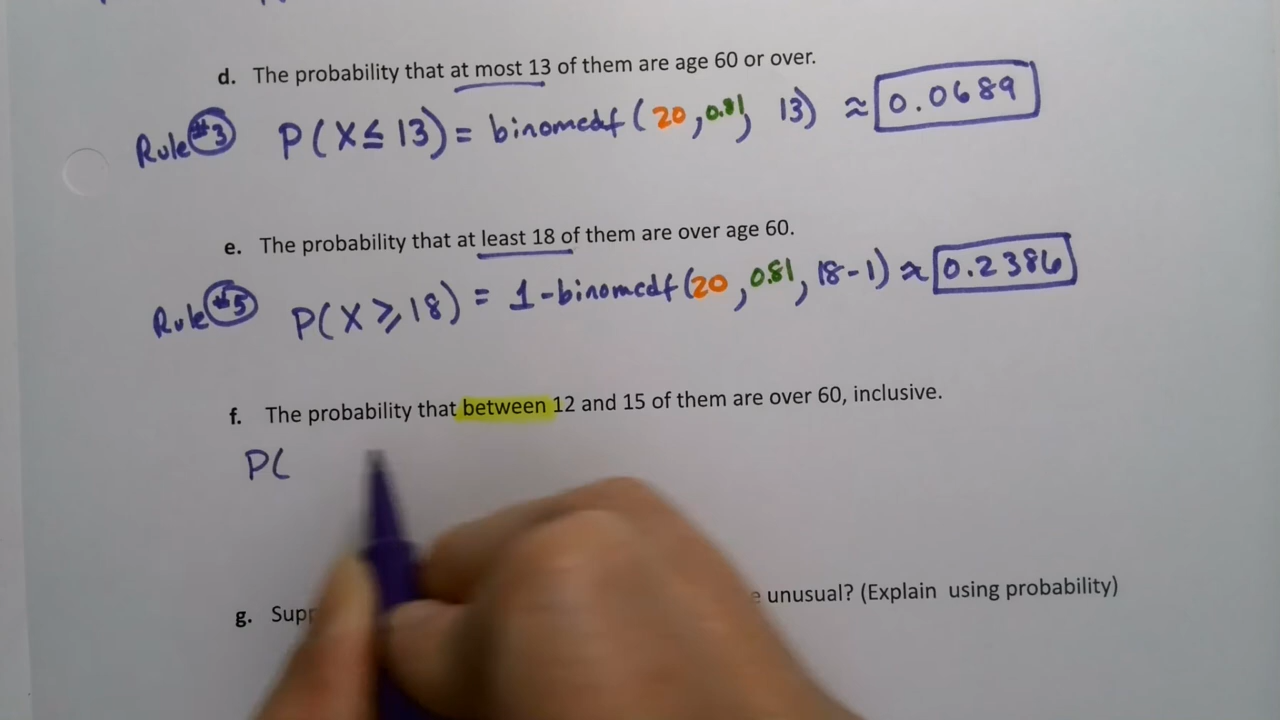 d. The probability that at most 13 of them are age 60 or over.
Rule #3 P(X≤ 13) = binomcdf(20, 0.81, 13) ≈ 0.0689
e. The probability that at least 18 of them are over age 60.
Rule #5 P(X ≥ 18) = 1-binomcdf(20, 0.81, 18-1) ≈ 0.2386
f. The probability that between 12 and 15 of them are over 60, inclusive.
P(
g. unusual? (Explain using probability)